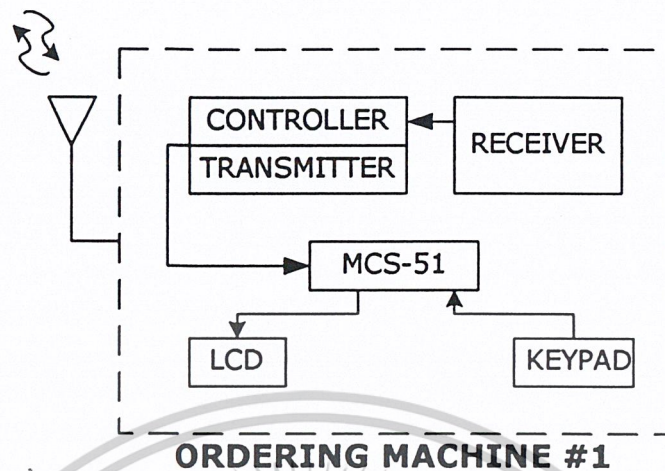 CONTROLLER
TRANSMITTER
RECEIVER
MCS-51
LCD
KEYPAD
ORDERING MACHINE #1